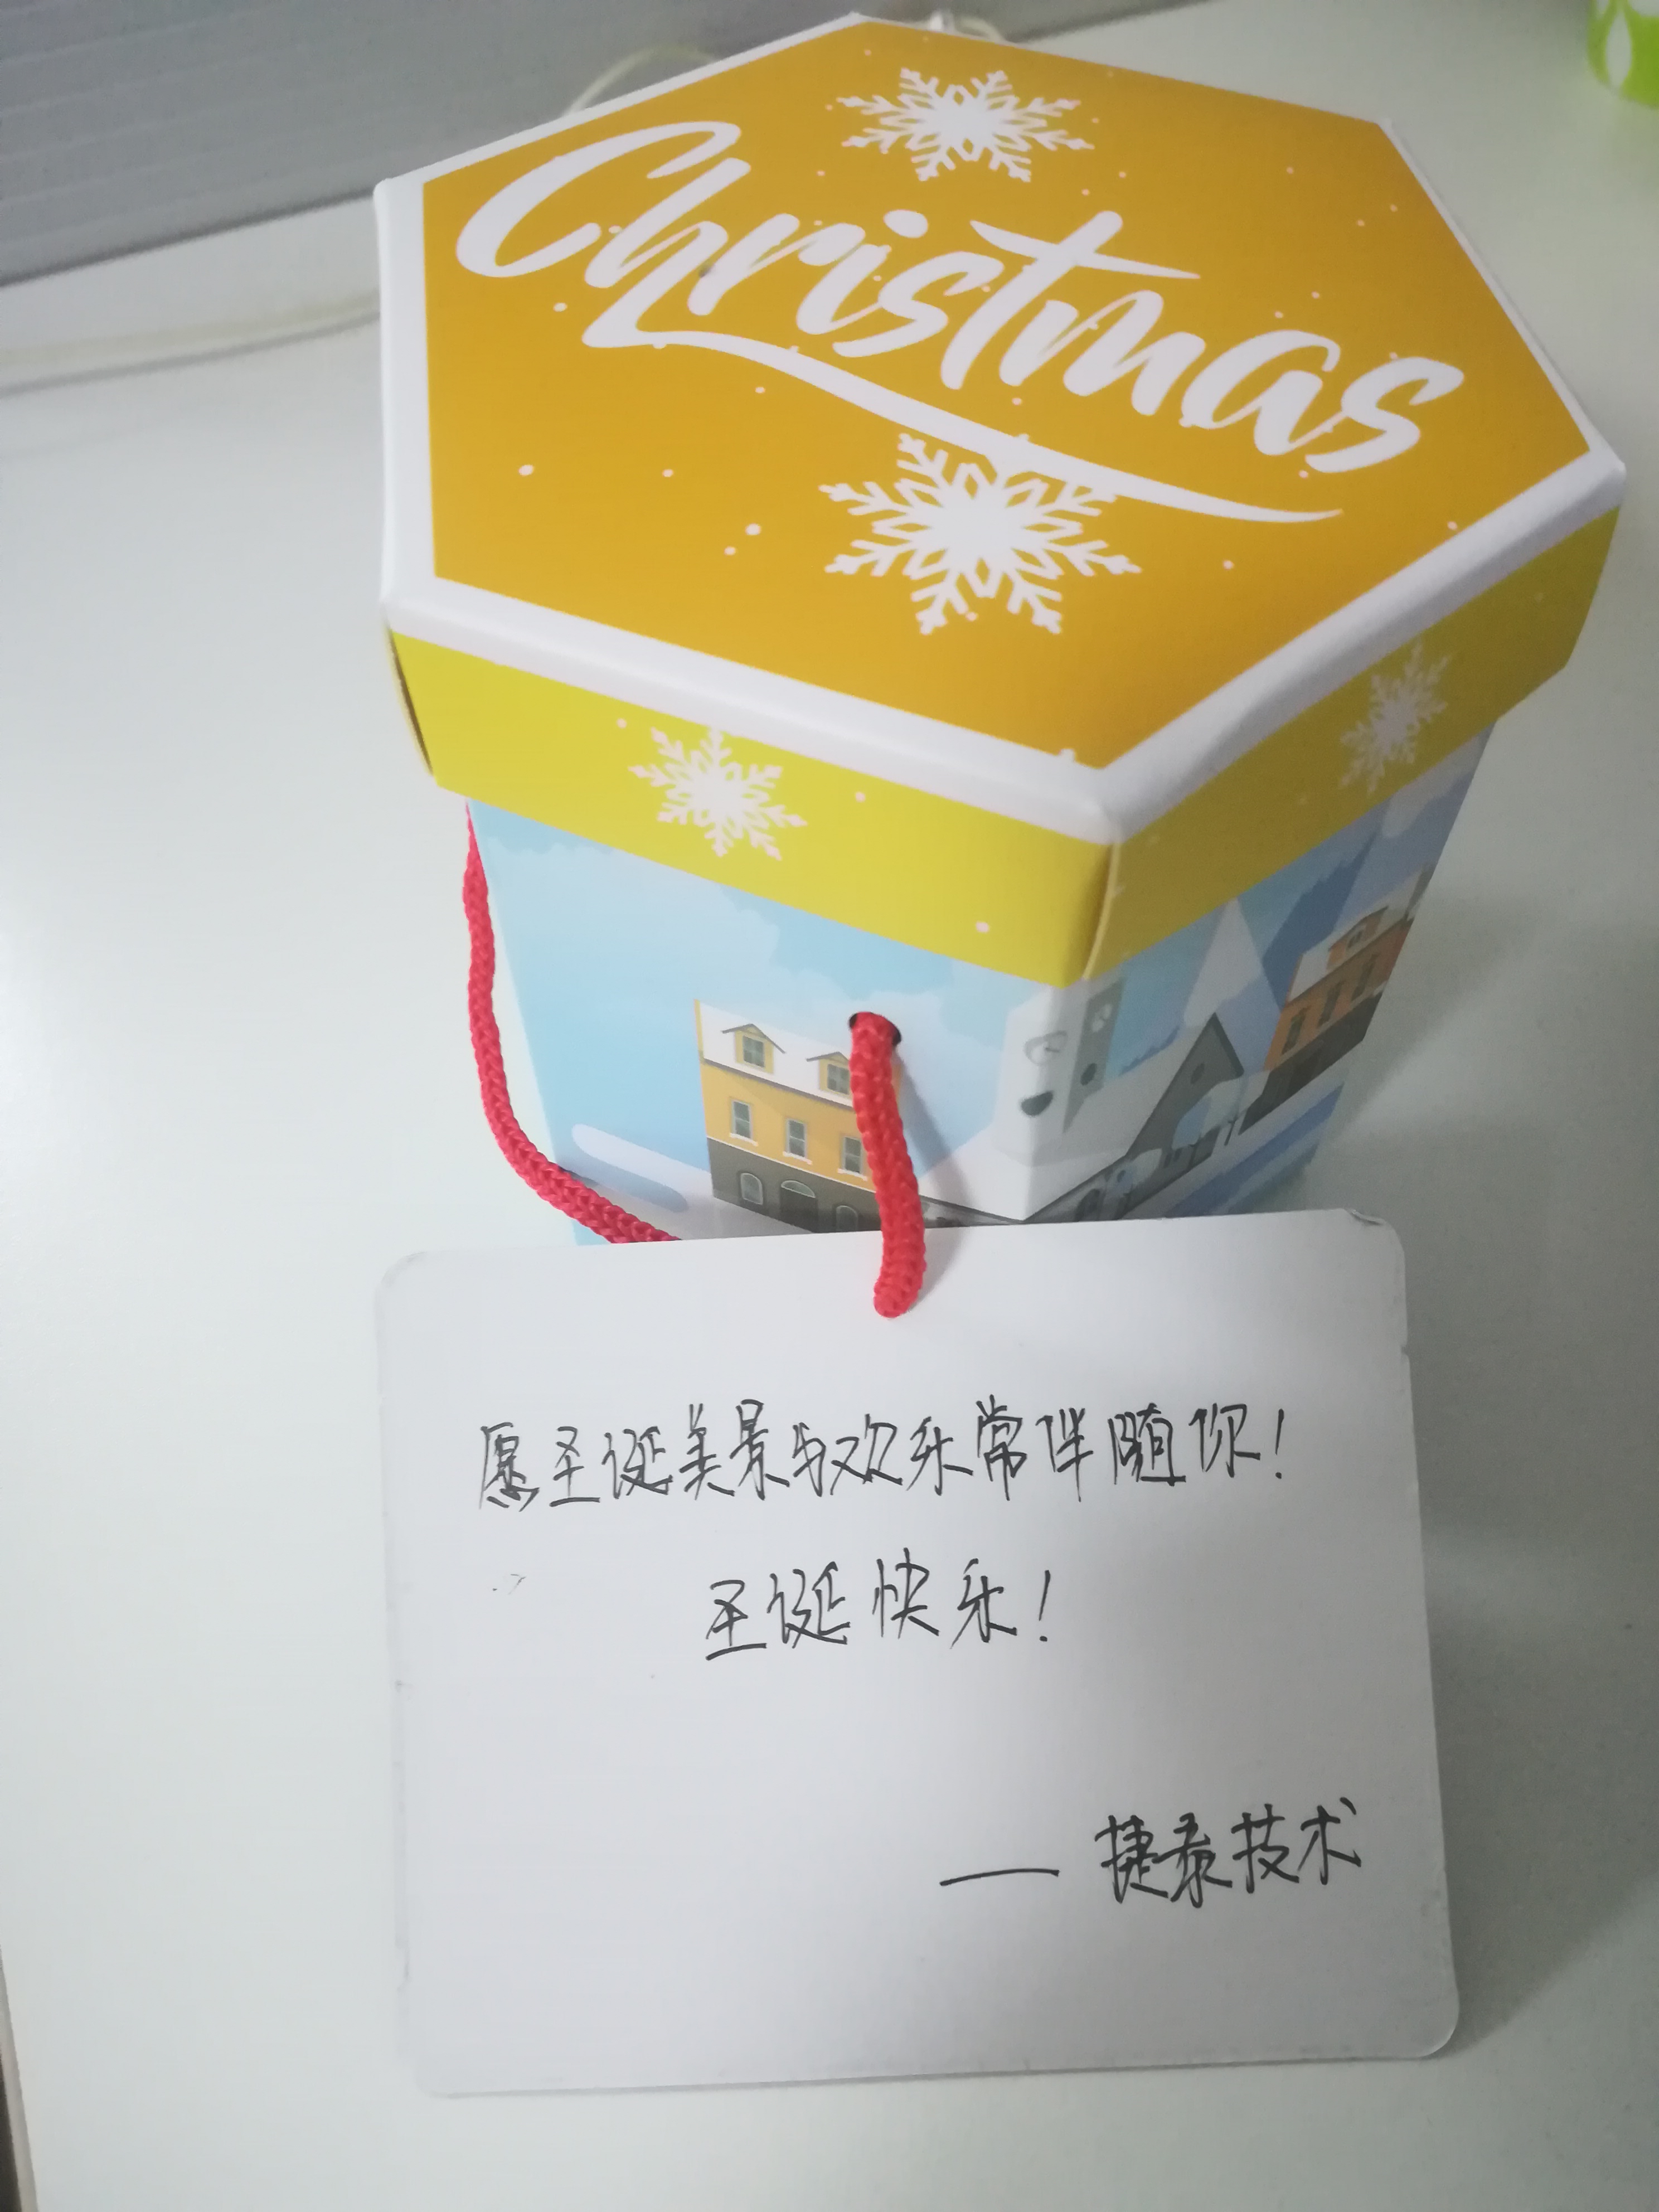 Christmas
愿圣诞美景与欢乐常伴随你!
圣诞快乐!
—— 捷泰技术